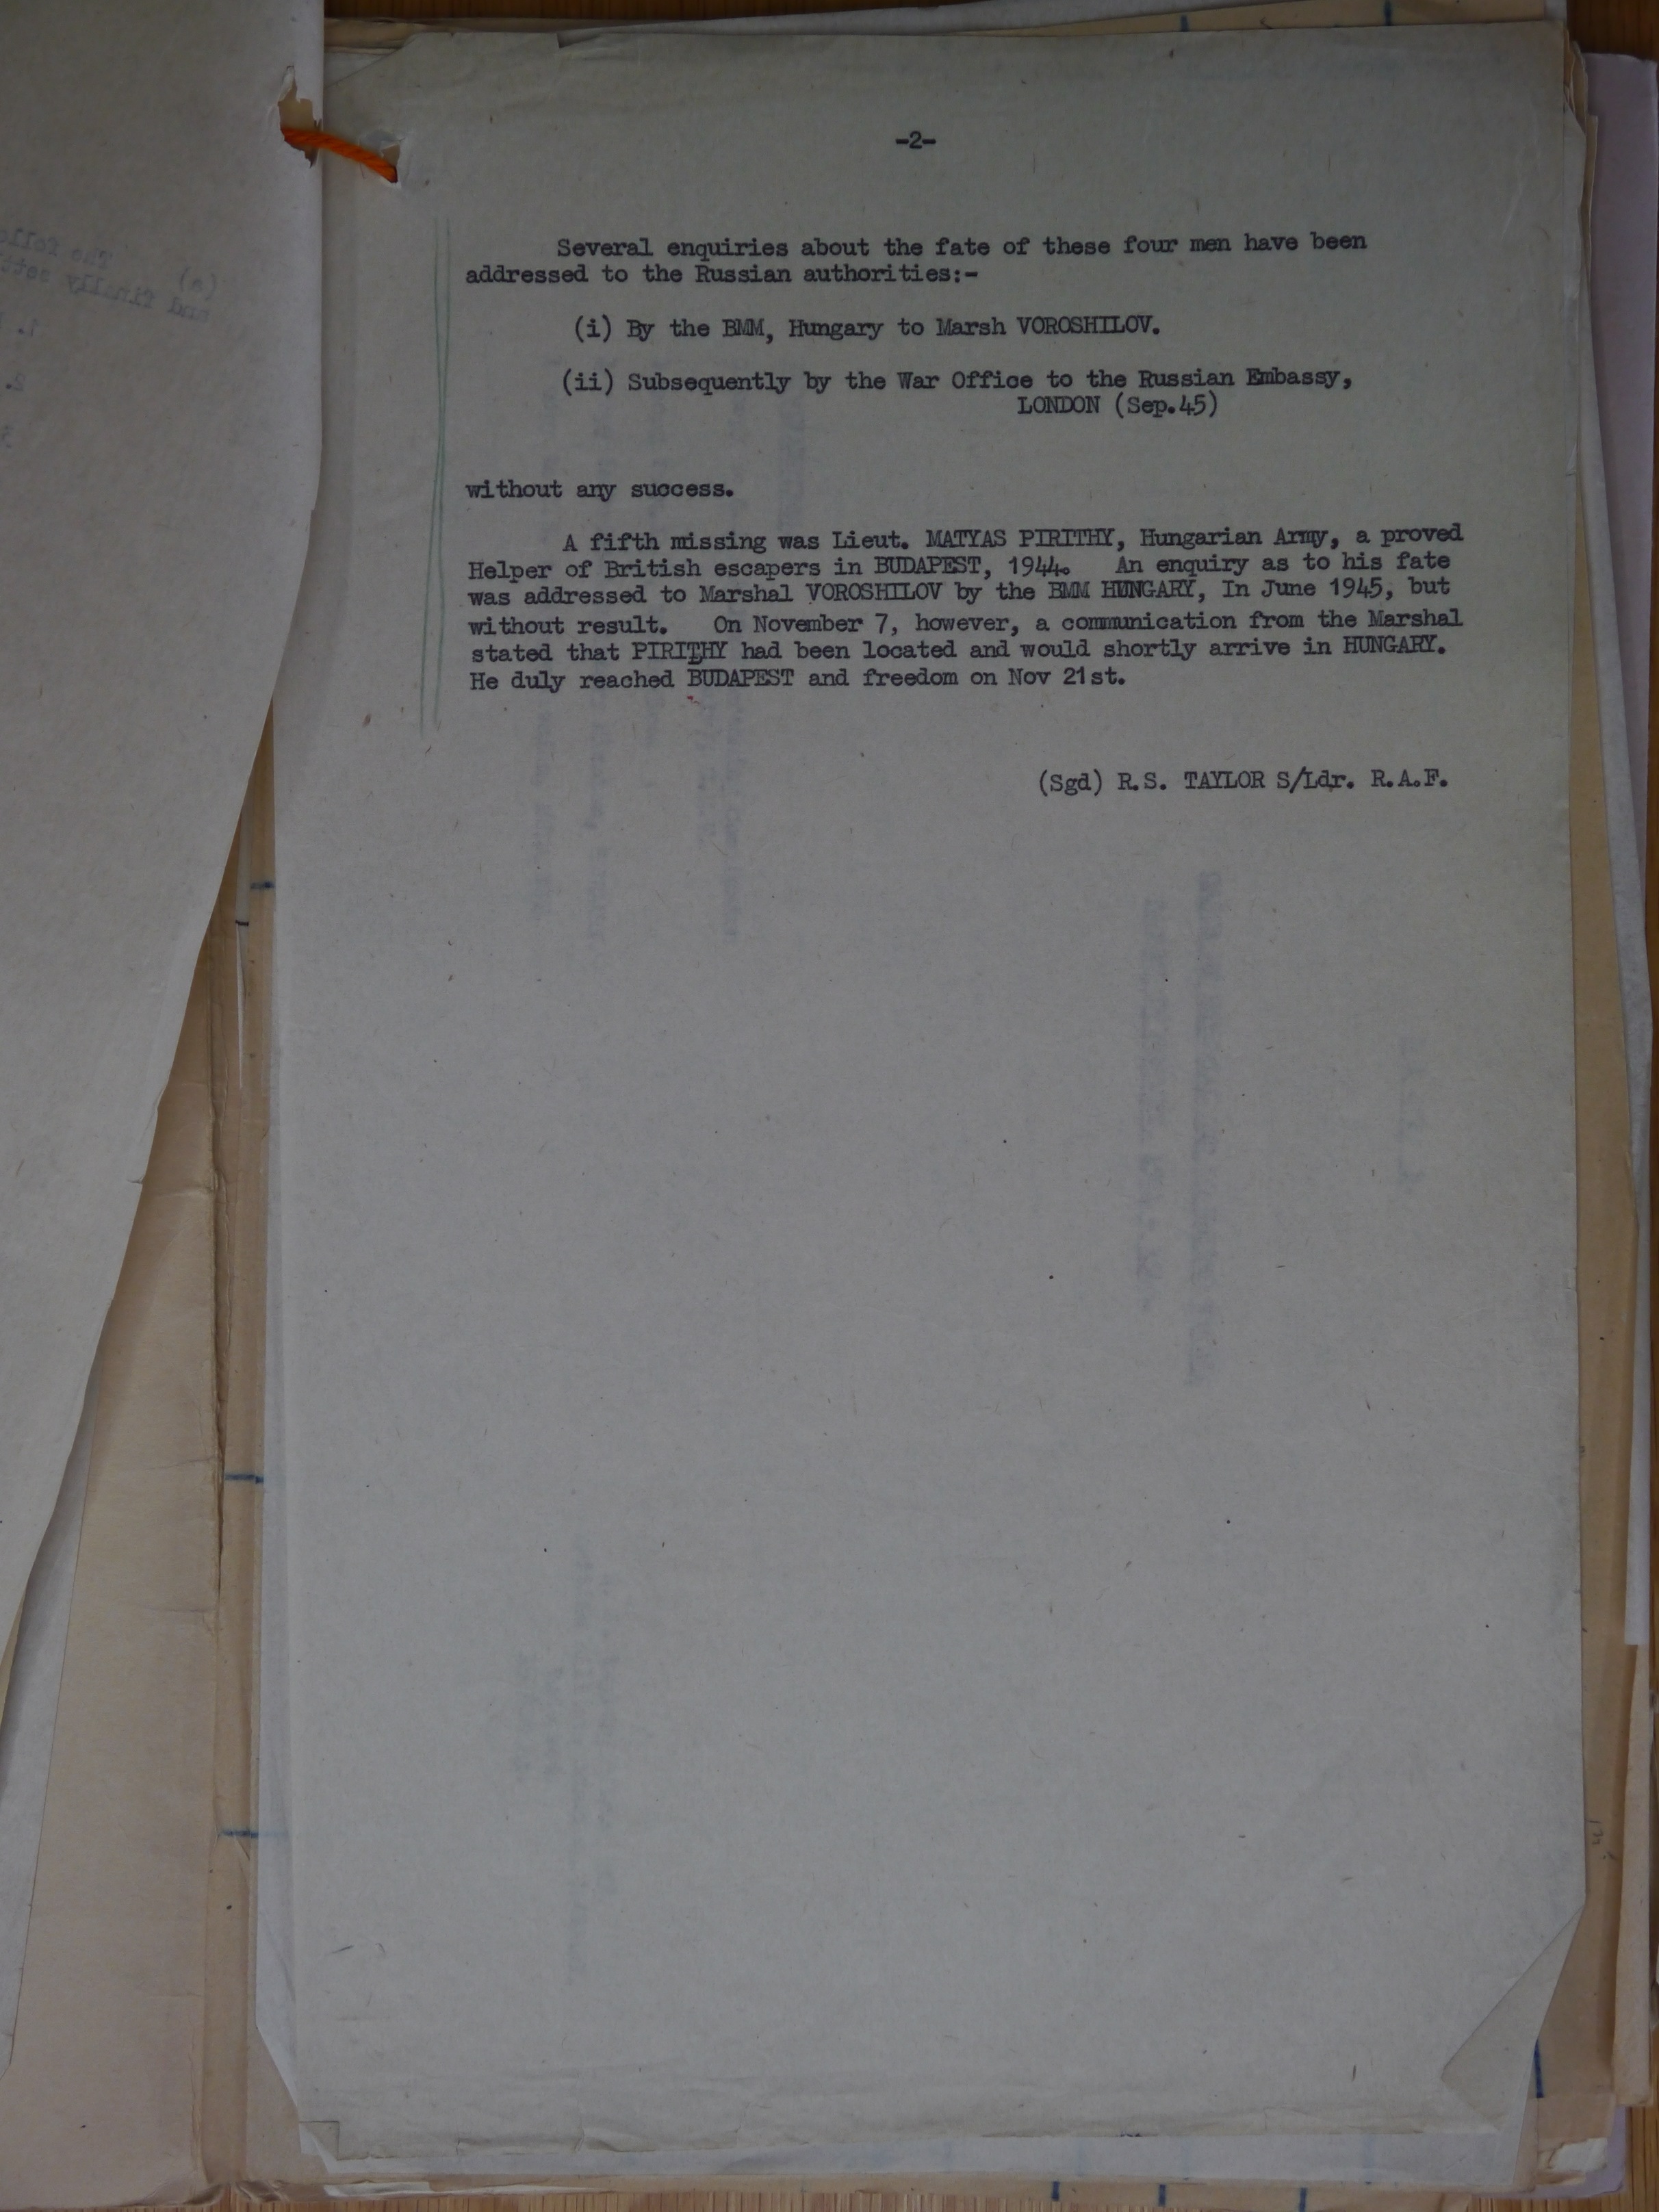 -2-
Several enquiries about the fate of these four men have been
addressed to the Russian authorities:-
(i) By the BMM, Hungary to Marsh VOROSHILOV.
(ii) Subsequently by the War Office to the Russian Embassy,
LONDON (Sep.45)
without any success.
A fifth missing was Lieut. MATYAS PIRITHY, Hungarian Army, a proved
Helper of British escapers in BUDAPEST, 1944. An enquiry as to his fate
was addressed to Marshal VOROSHILOV by the BMM HUNGARY, In June 1945, but
without result. On November 7, however, a communication from the Marshal
stated that PIRITHY had been located and would shortly arrive in HUNGARY.
He duly reached BUDAPEST and freedom on Nov 21st.
(Sgd) R.S. TAYLOR S/Ldr. R.A.F.